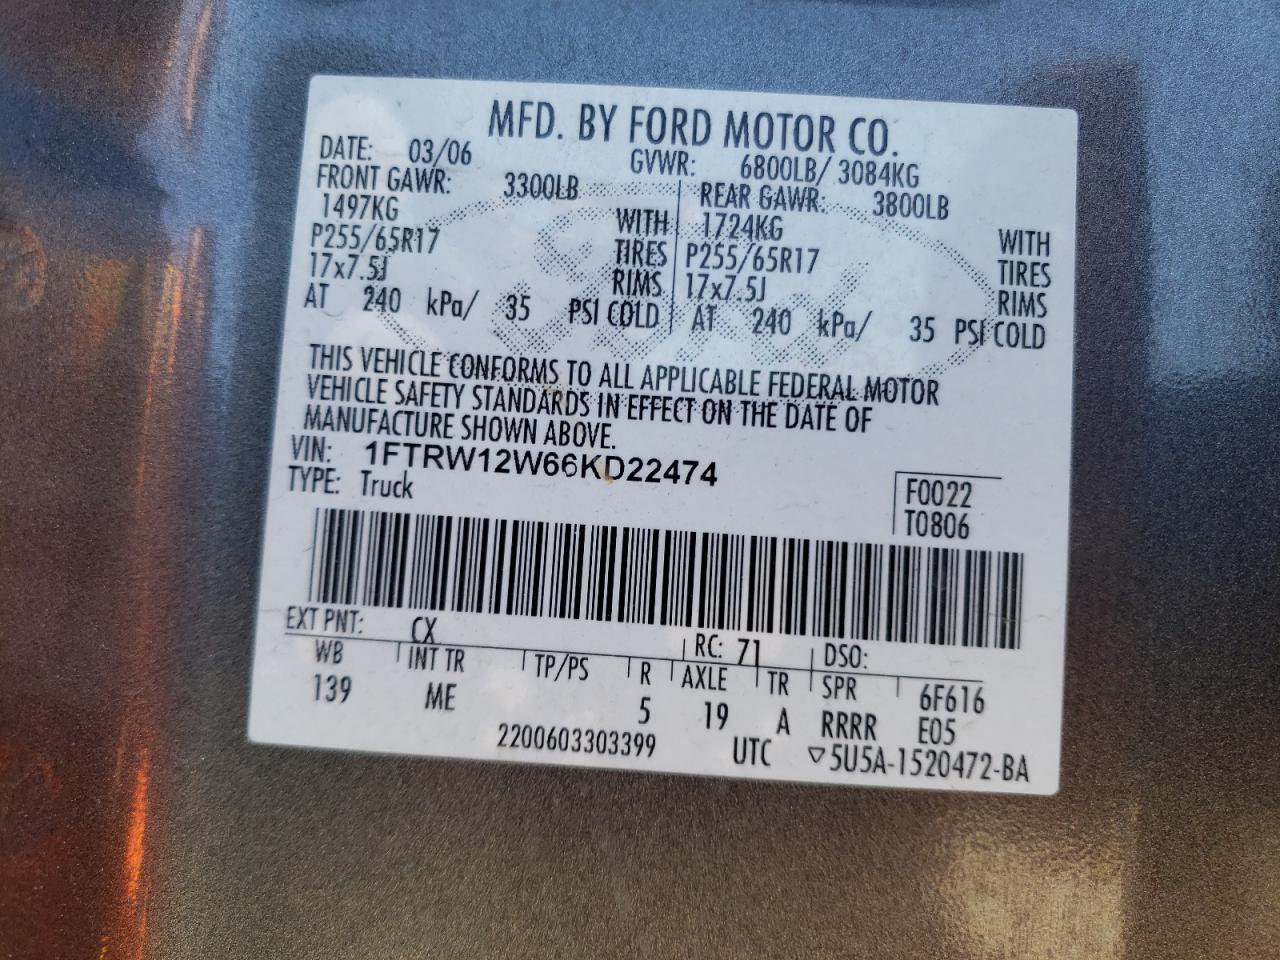 MFD. BY FORD MOTOR CO.
DATE: 03/06 GVWR: 6800LB/ 3084KG
FRONT GAWR: 3300LB REAR GAWR: 3800LB
1497KG WITH 1724KG WITH
P255/65R17 TIRES P255/65R17 TIRES
17x7.5J RIMS 17x7.5J RIMS
AT 240 kPa/ 35 PSI COLD AT 240 kPa/ 35 PSI COLD
THIS VEHICLE CONFORMS TO ALL APPLICABLE FEDERAL MOTOR
VEHICLE SAFETY STANDARDS IN EFFECT ON THE DATE OF
MANUFACTURE SHOWN ABOVE.
VIN: 1FTRW12W66KD22474
TYPE: Truck F0022
T0806
EXT PNT: CX RC: 71 DSO:
WB INT TR TP/PS R AXLE TR SPR 6F616
139 ME 5 19 A RRRR E05
2200603303399 UTC ▽5U5A-1520472-BA